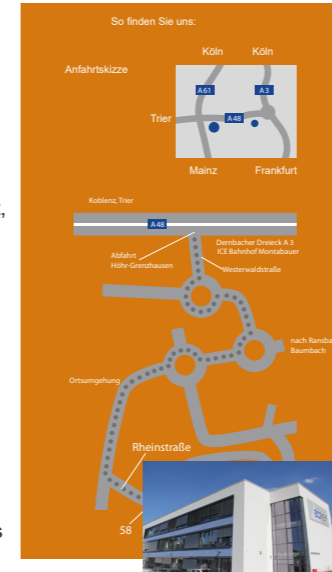 So finden Sie uns:
Köln Köln
Anfahrtskizze
A 61 A 3
Trier A 48
Mainz Frankfurt
Koblenz, Trier
A 48
Dernbacher Dreieck A 3
ICE Bahnhof Montabauer
Abfahrt
Höhr-Grenzhausen
Westerwaldstraße
nach Ransba
Baumbach
Ortsumgehung
Rheinstraße
58